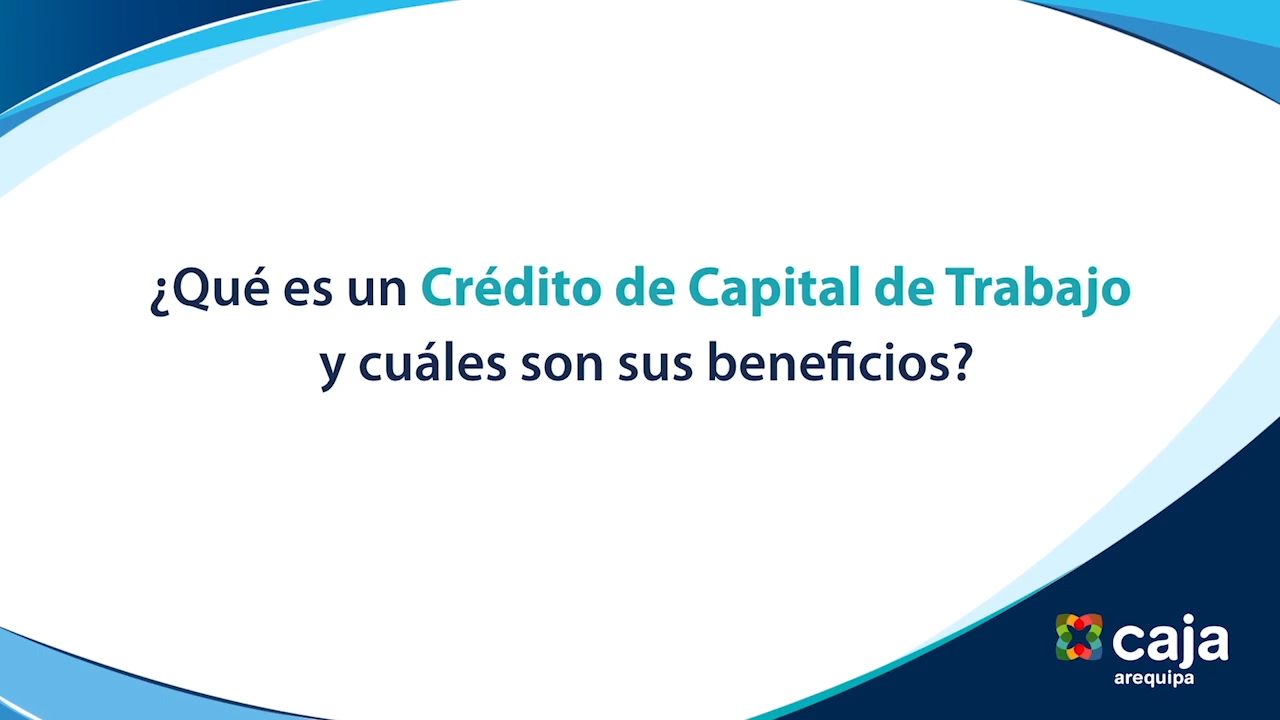 ¿Qué es un Crédito de Capital de Trabajo
y cuáles son sus beneficios?
caja
arequipa